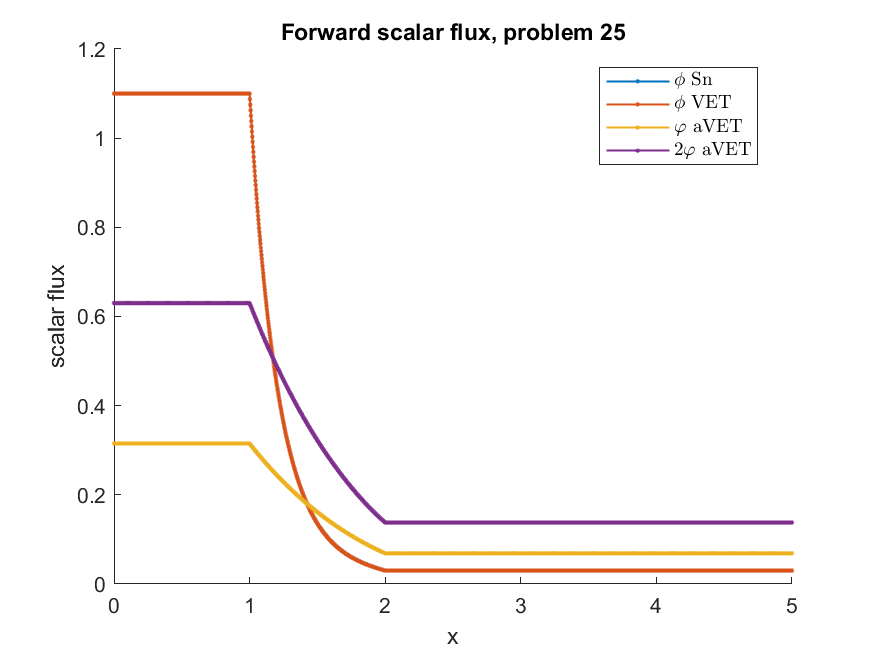 Forward scalar flux, problem 25
1.2
1
0.8
0.6
0.4
0.2
0
scalar flux
ϕ Sn
ϕ VET
φ aVET
2φ aVET
0 1 2 3 4 5
x